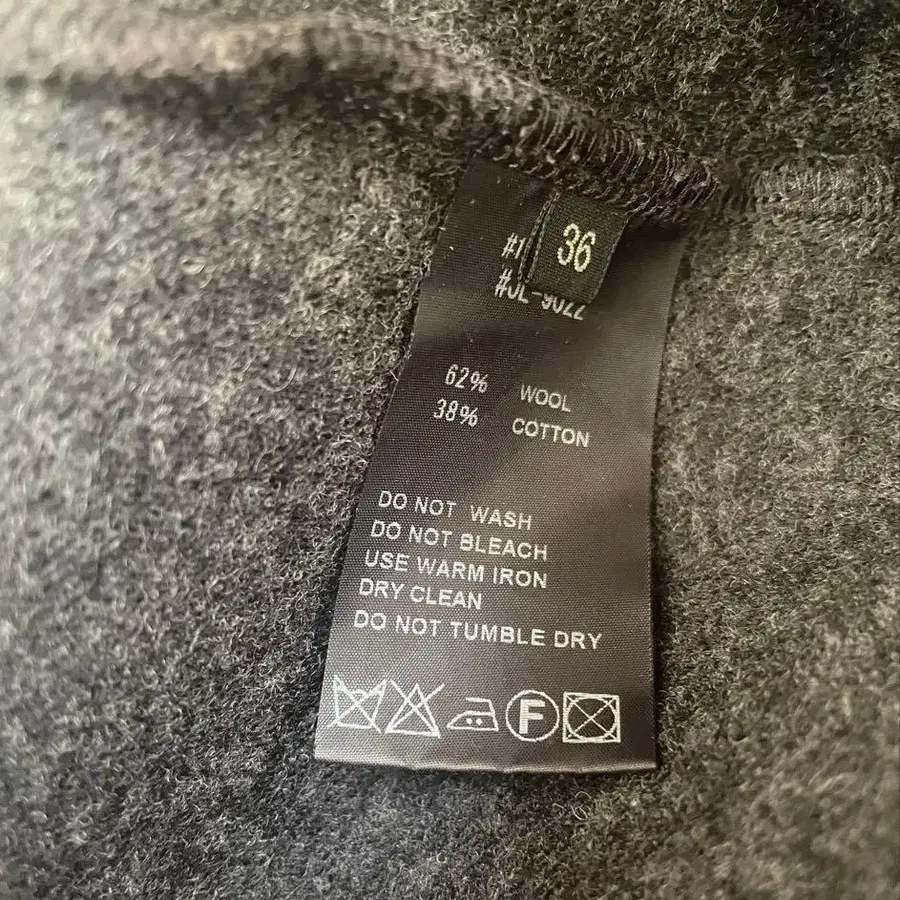 36
62% WOOL
38% COTTON
DO NOT WASH
DO NOT BLEACH
USE WARM IRON
DRY CLEAN
DO NOT TUMBLE DRY
F